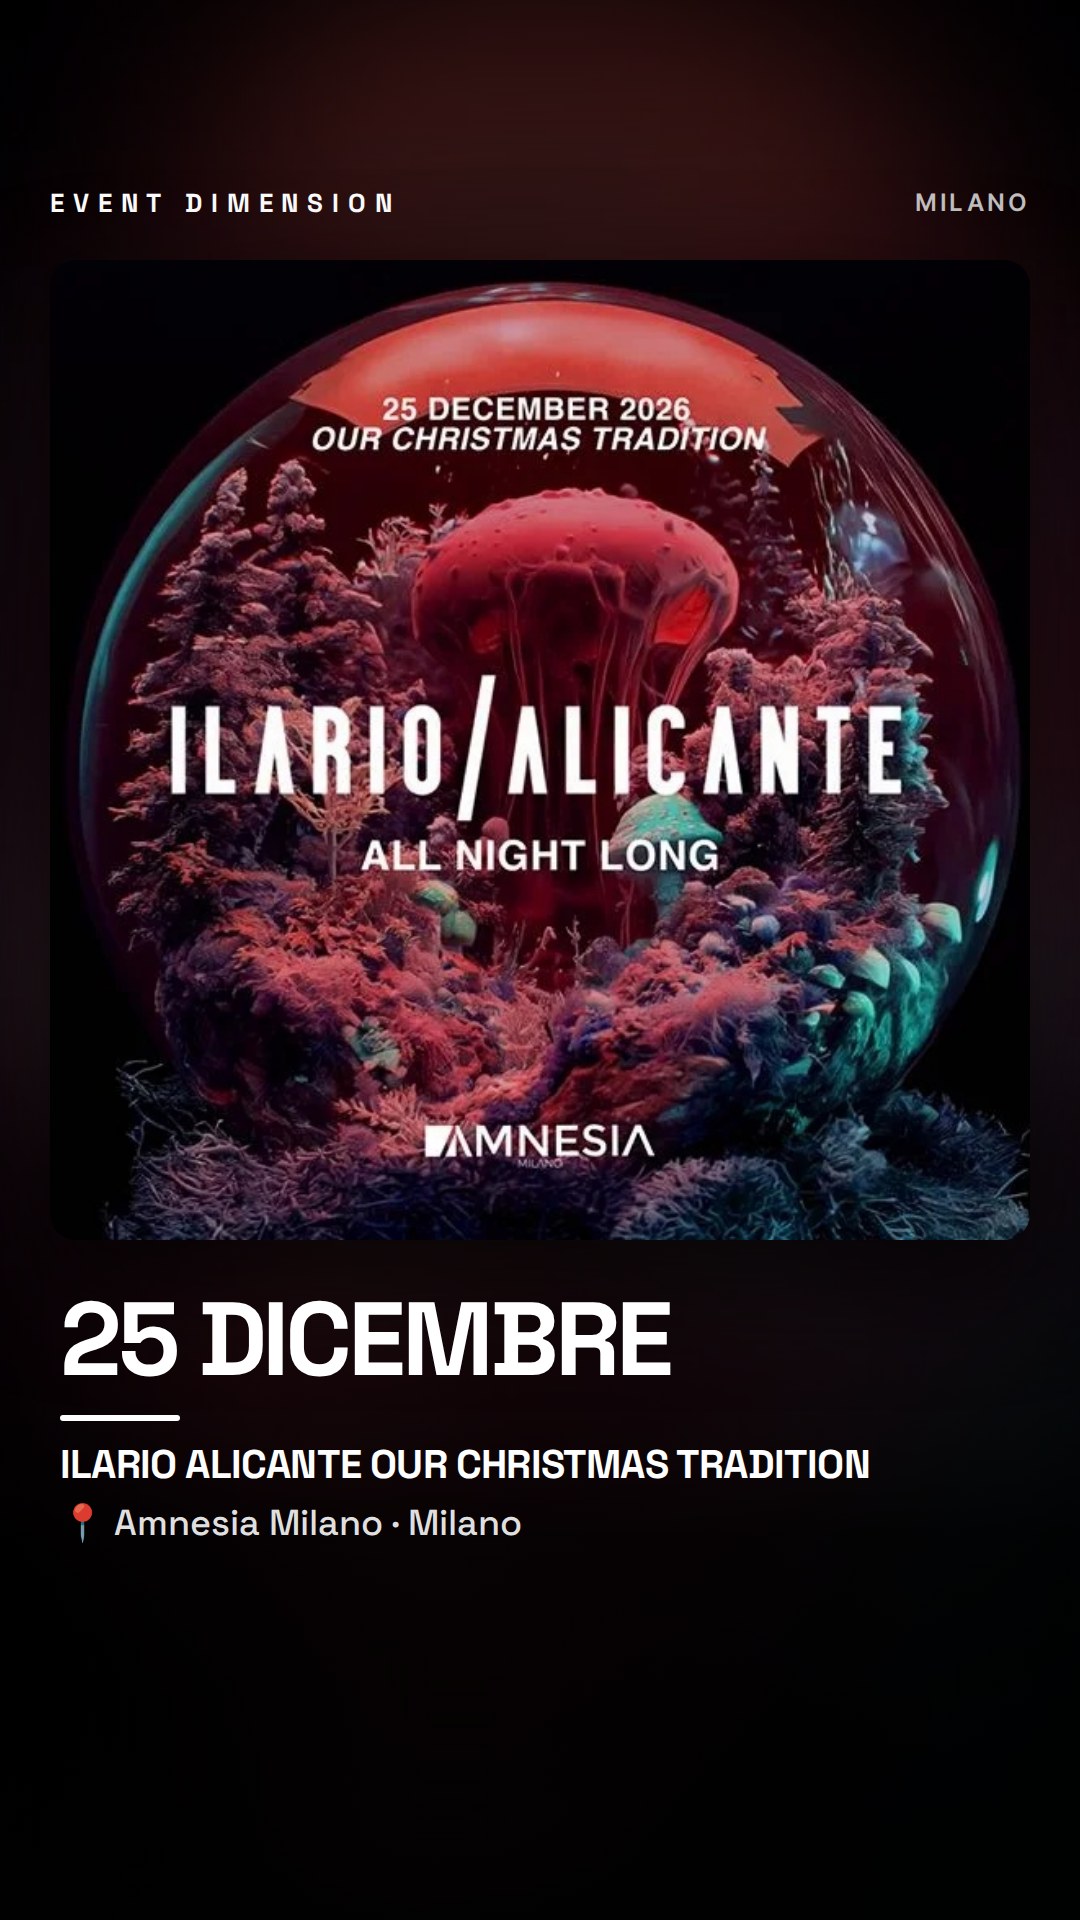 EVENT DIMENSION
MILANO
25 DECEMBER 2026
OUR CHRISTMAS TRADITION
ILARIO/ALICANTE
ALL NIGHT LONG
AMNESIA
MILANO
25 DICEMBRE
ILARIO ALICANTE OUR CHRISTMAS TRADITION
📍 Amnesia Milano · Milano